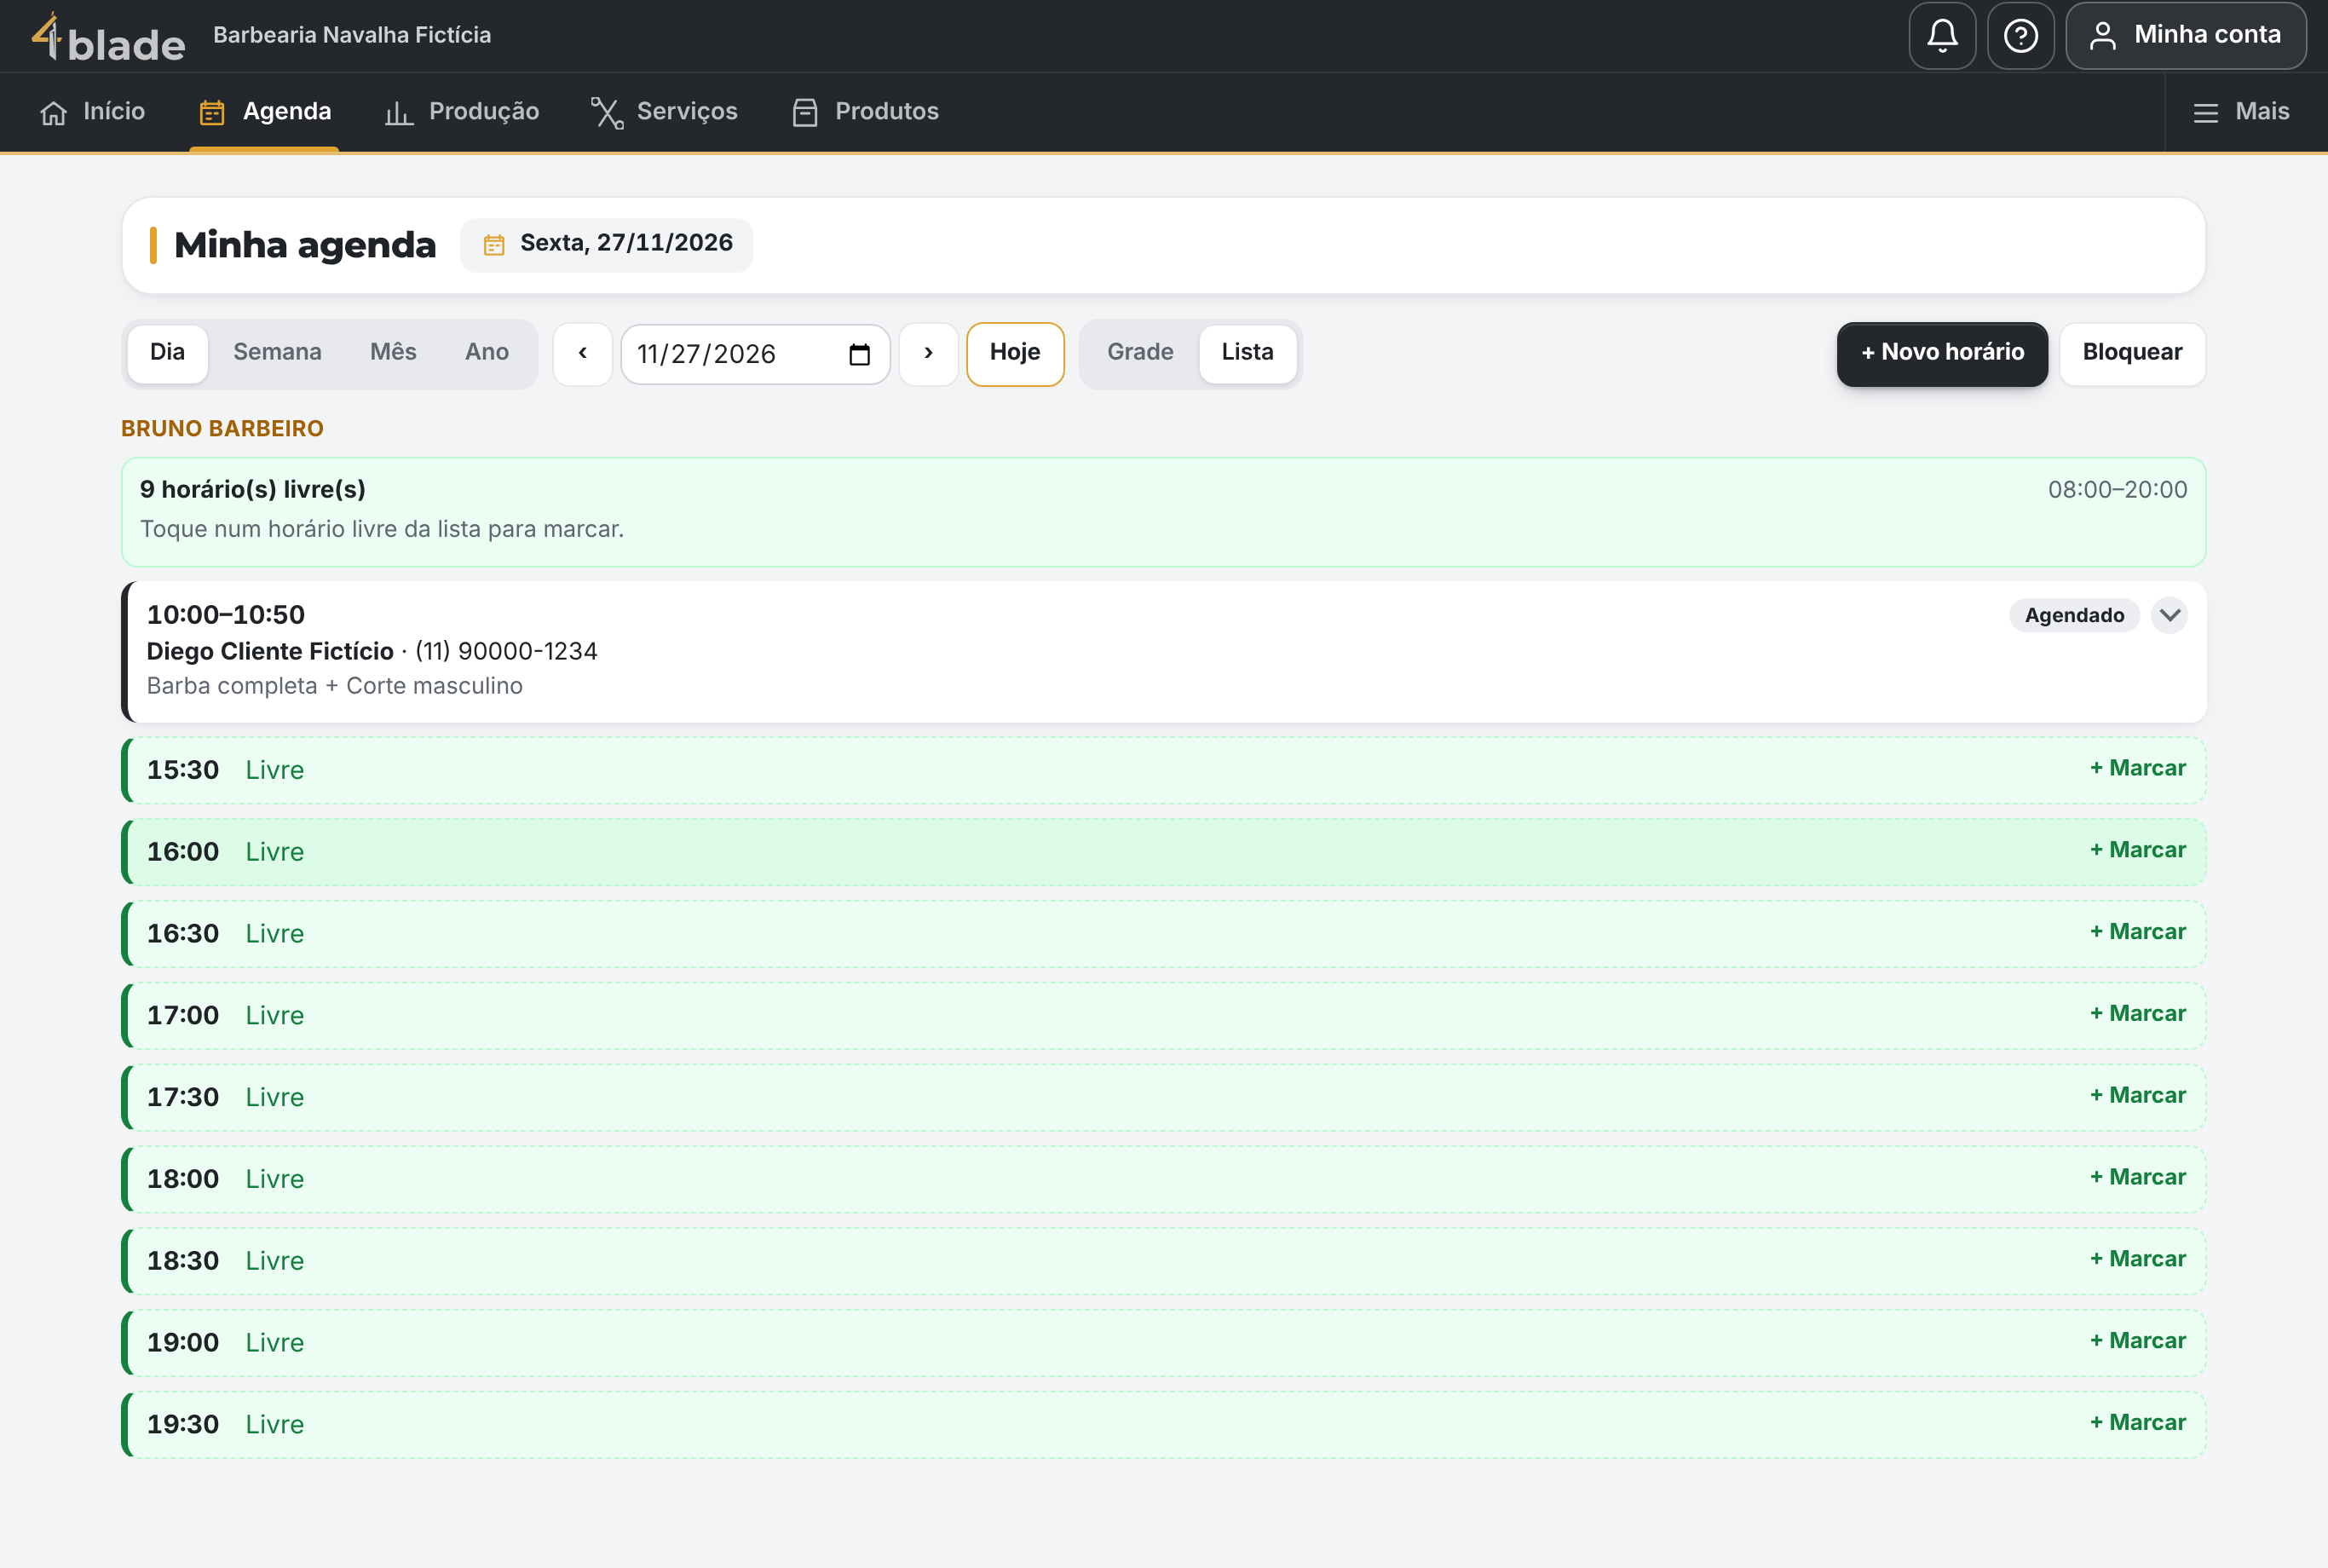 4blade Barbearia Navalha Fictícia Minha conta
Início Agenda Produção Serviços Produtos Mais
Minha agenda Sexta, 27/11/2026
Dia Semana Mês Ano ‹ 11/27/2026 › Hoje Grade Lista + Novo horário Bloquear
BRUNO BARBEIRO
9 horário(s) livre(s) 08:00–20:00
Toque num horário livre da lista para marcar.
10:00–10:50 Agendado
Diego Cliente Fictício · (11) 90000-1234
Barba completa + Corte masculino
15:30 Livre + Marcar
16:00 Livre + Marcar
16:30 Livre + Marcar
17:00 Livre + Marcar
17:30 Livre + Marcar
18:00 Livre + Marcar
18:30 Livre + Marcar
19:00 Livre + Marcar
19:30 Livre + Marcar